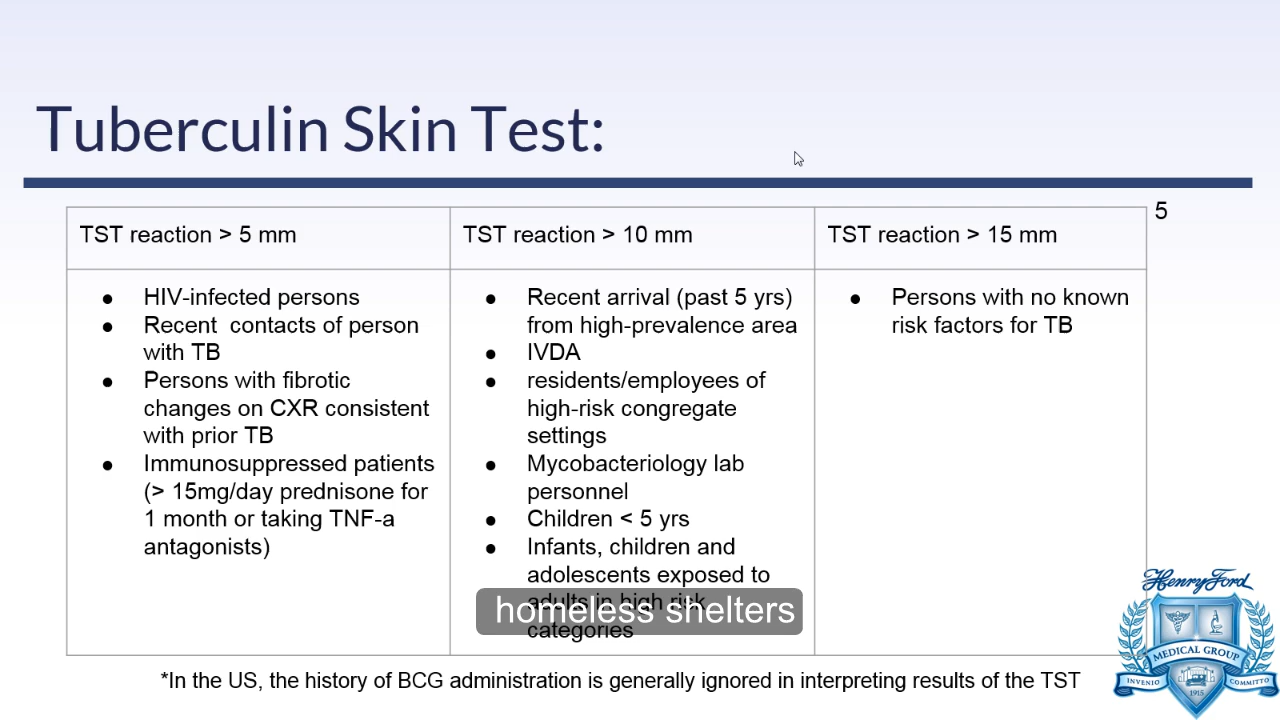 Tuberculin Skin Test:
5
TST reaction > 5 mm
● HIV-infected persons
● Recent  contacts of person
with TB
● Persons with fibrotic
changes on CXR consistent
with prior TB
● Immunosuppressed patients
(> 15mg/day prednisone for
1 month or taking TNF-a
antagonists)
TST reaction > 10 mm
● Recent arrival (past 5 yrs)
from high-prevalence area
● IVDA
● residents/employees of
high-risk congregate
settings
● Mycobacteriology lab
personnel
● Children < 5 yrs
● Infants, children and
adolescents exposed to
adults in high risk
categories
TST reaction > 15 mm
● Persons with no known
risk factors for TB
homeless shelters
*In the US, the history of BCG administration is generally ignored in interpreting results of the TST
Henry Ford
MEDICAL GROUP
INVENIO
COMMITTO
1915